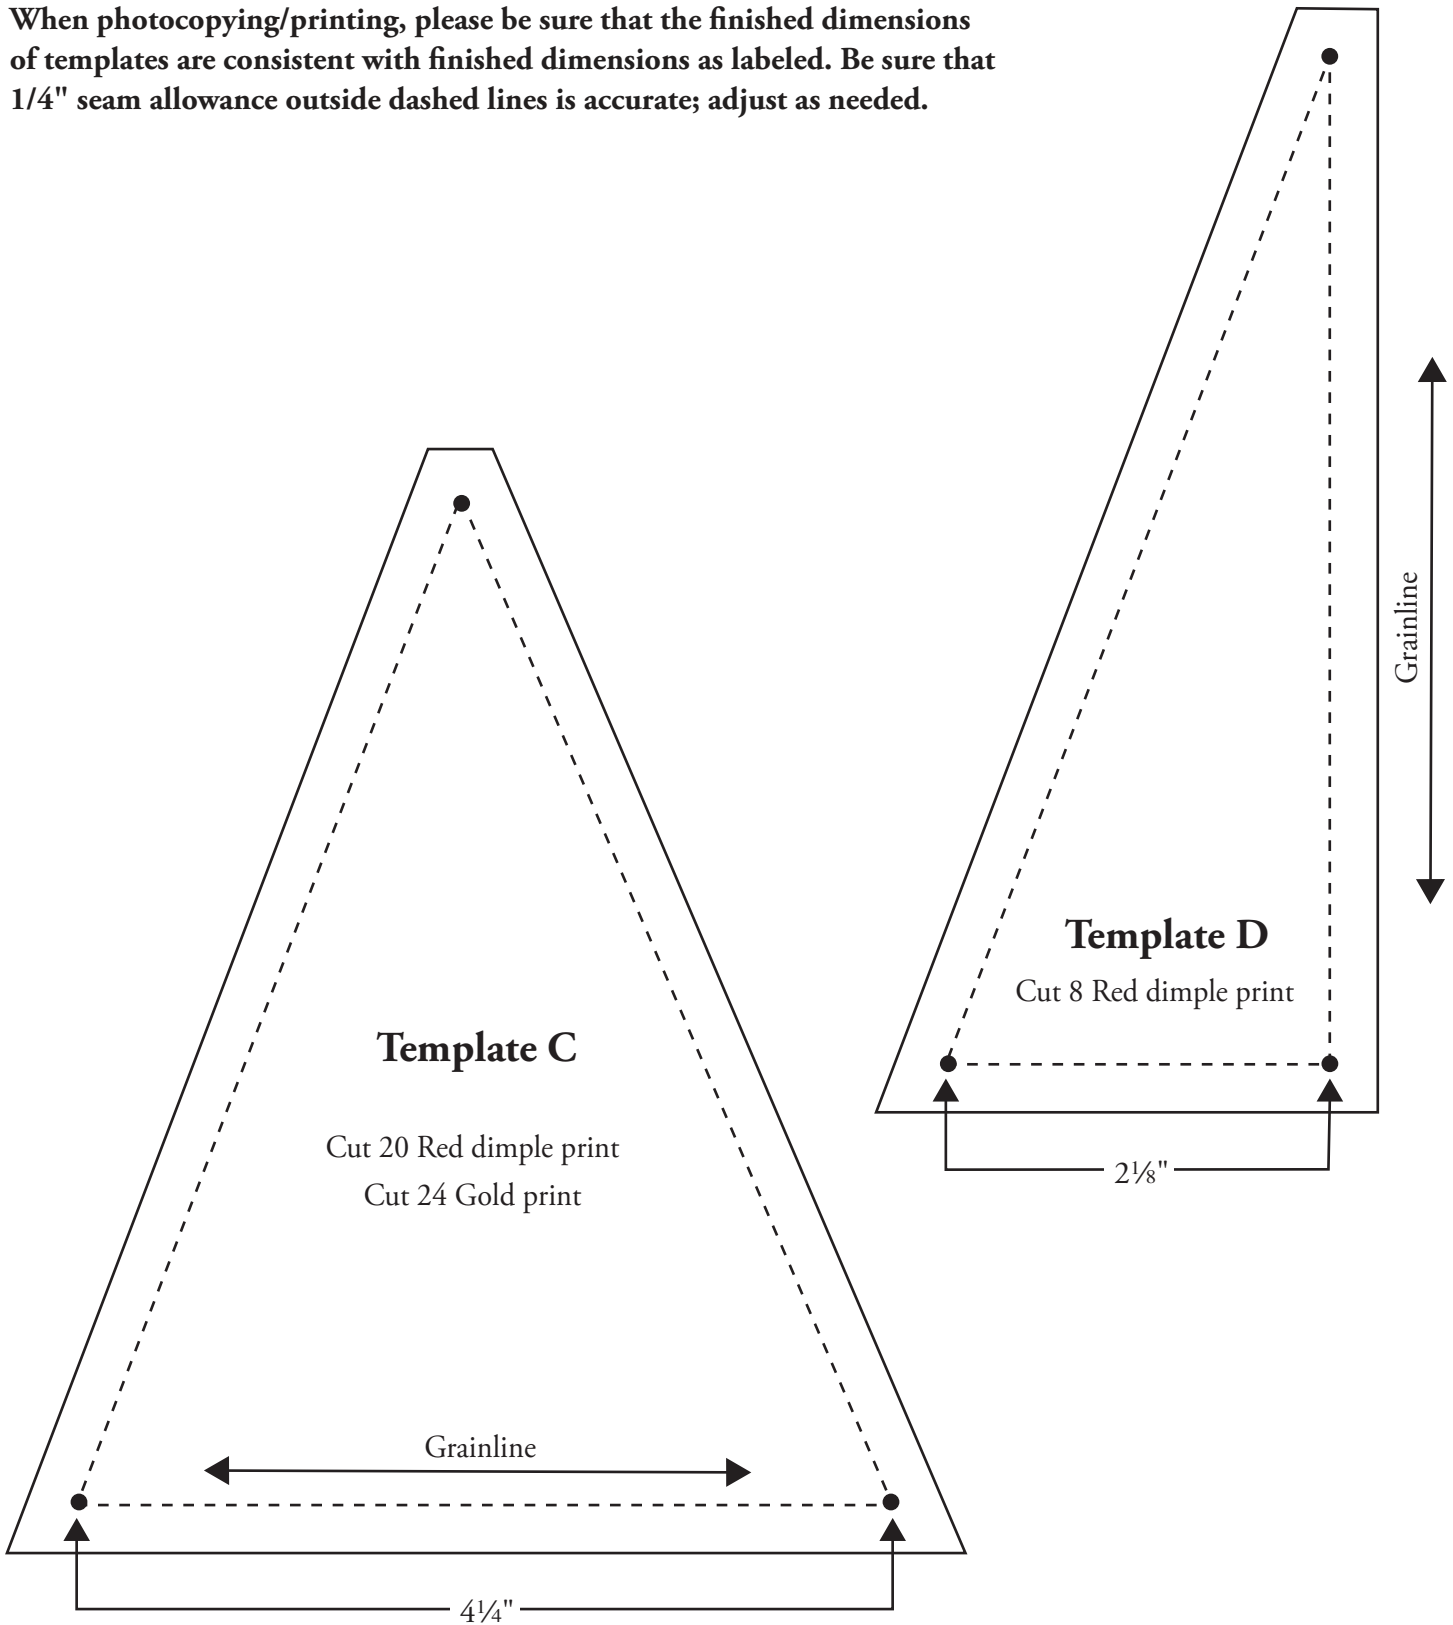 When photocopying/printing, please be sure that the finished dimensions
of templates are consistent with finished dimensions as labeled. Be sure that
1/4" seam allowance outside dashed lines is accurate; adjust as needed.
Grainline
Template D
Cut 8 Red dimple print
2⅛"
Template C
Cut 20 Red dimple print
Cut 24 Gold print
Grainline
4¼"